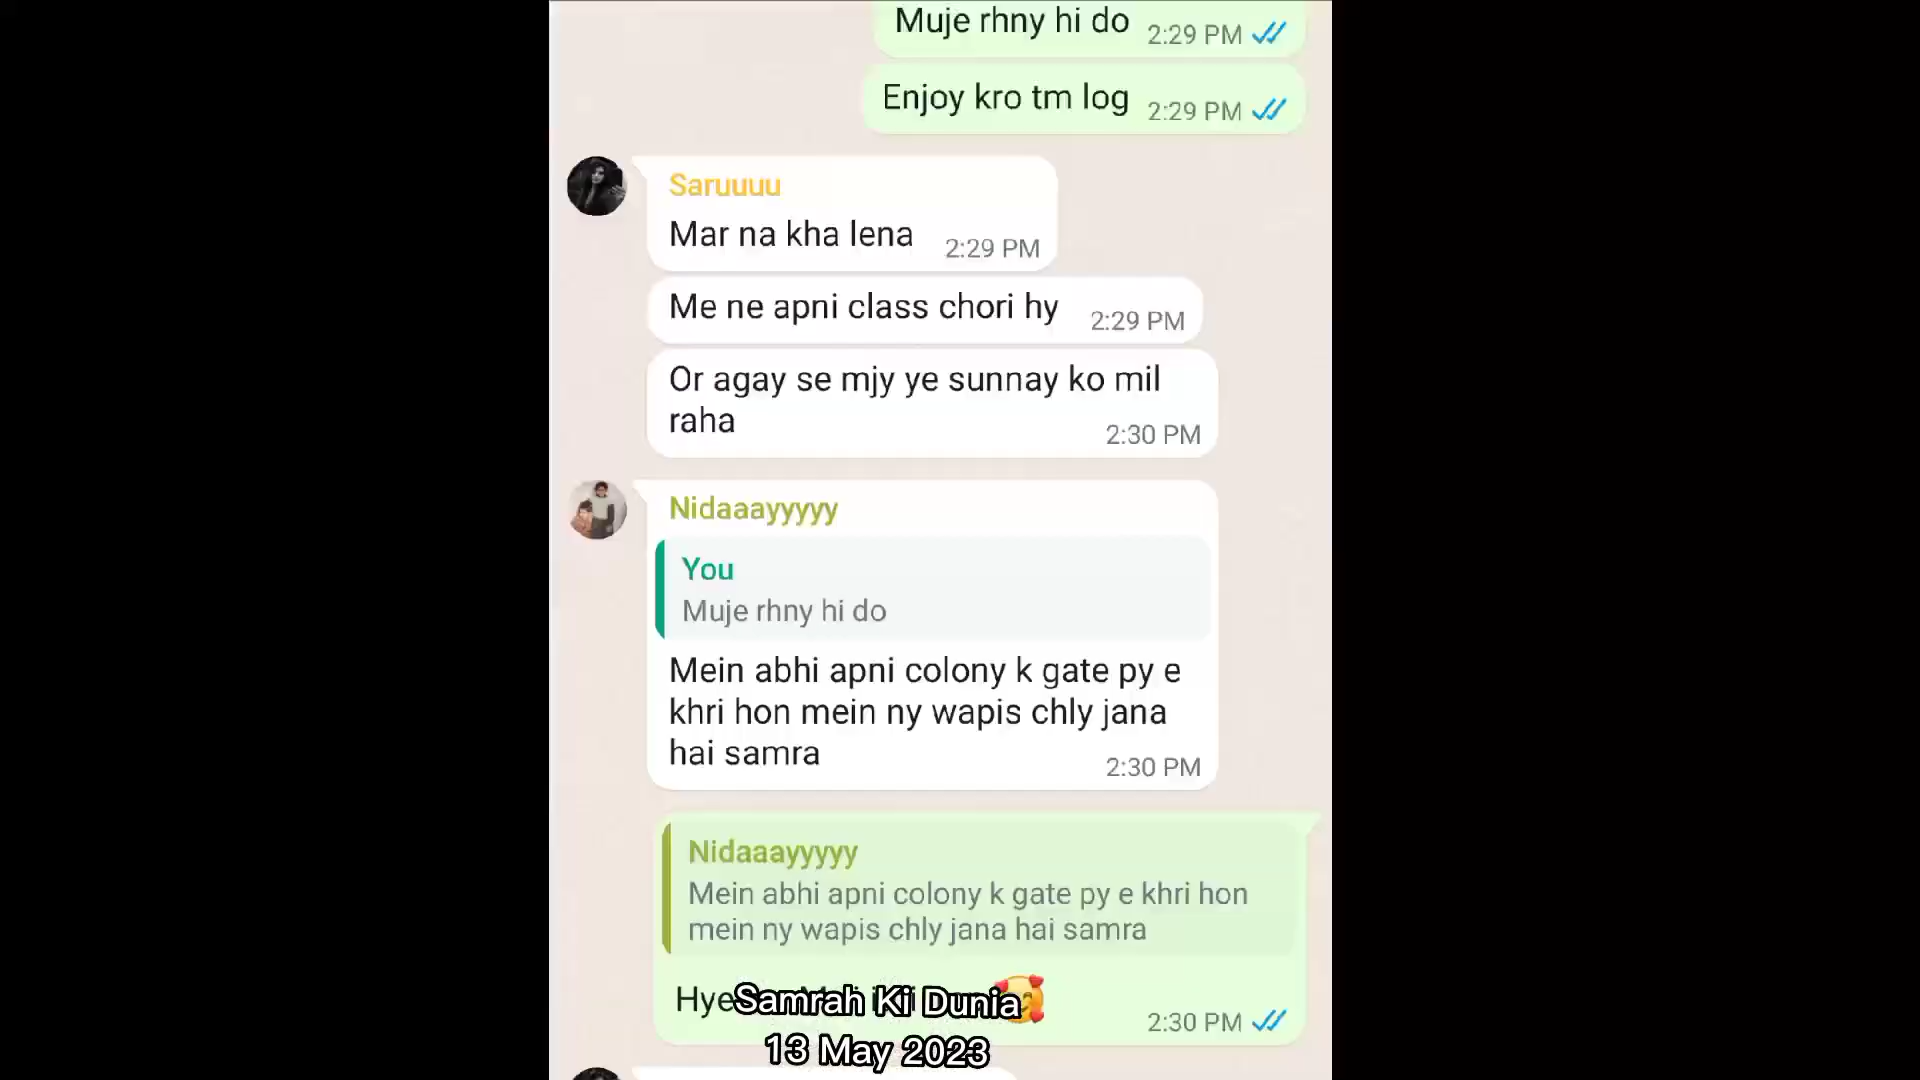 Muje rhny hi do 2:29 PM
Enjoy kro tm log 2:29 PM
Saruuuu
Mar na kha lena 2:29 PM
Me ne apni class chori hy 2:29 PM
Or agay se mjy ye sunnay ko mil
raha 2:30 PM
Nidaaayyyyy
You
Muje rhny hi do
Mein abhi apni colony k gate py e
khri hon mein ny wapis chly jana
hai samra 2:30 PM
Nidaaayyyyy
Mein abhi apni colony k gate py e khri hon
mein ny wapis chly jana hai samra
2:30 PM
Samrah Ki Dunia
13 May 2023